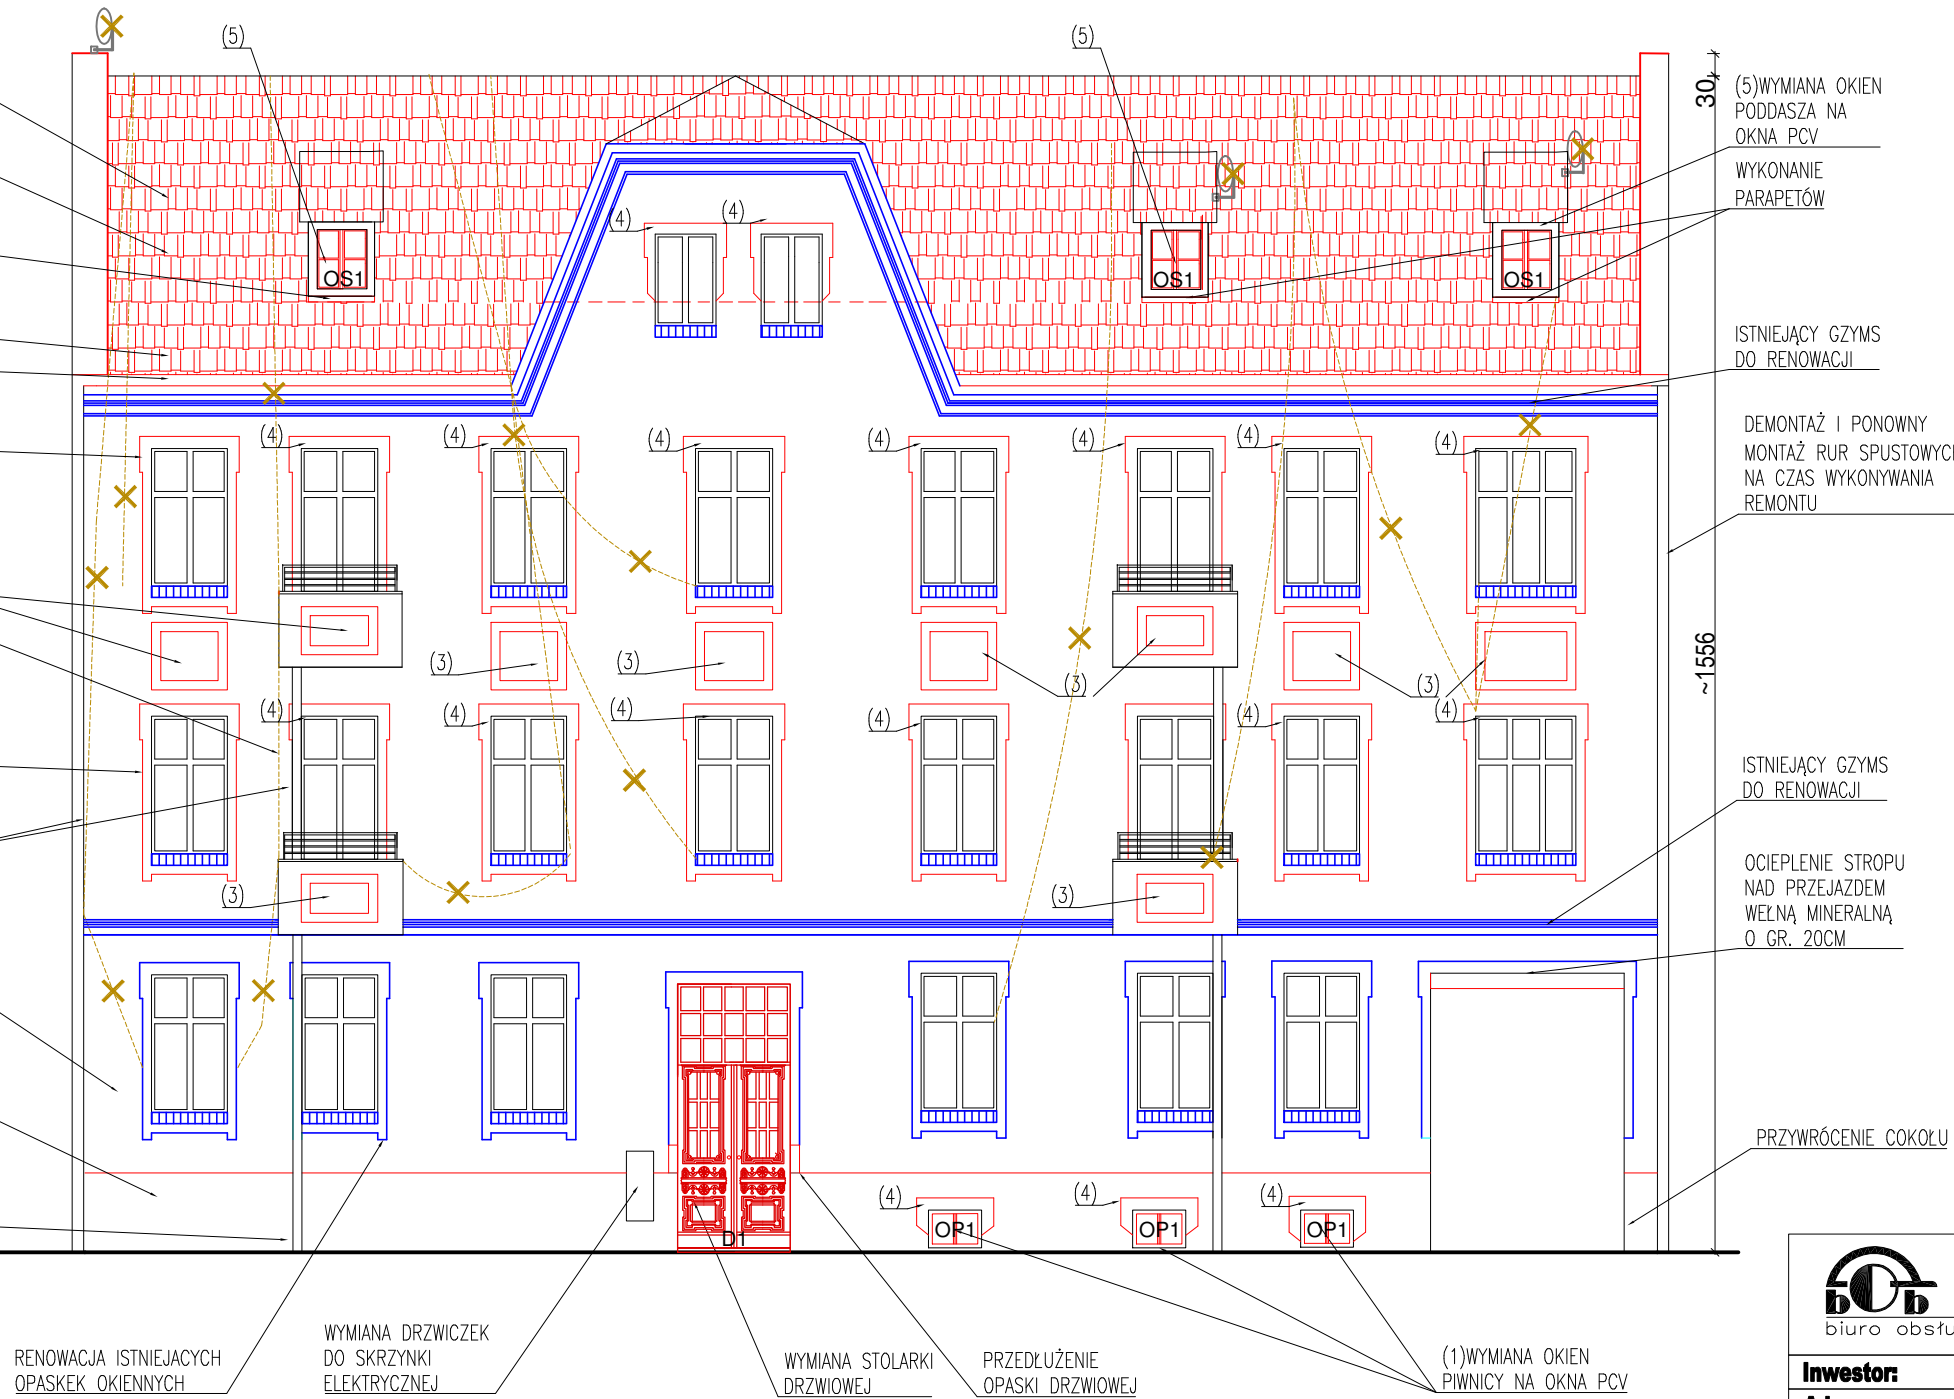 (5)
(5)
30
(5)WYMIANA OKIEN
PODDASZA NA
OKNA PCV
WYKONANIE
PARAPETÓW
(4)
(4)
OS1
OS1
OS1
ISTNIEJĄCY GZYMS
DO RENOWACJI
DEMONTAŻ I PONOWNY
MONTAŻ RUR SPUSTOWYCH
NA CZAS WYKONYWANIA
REMONTU
(4)
(4)
(4)
(4)
(4)
(4)
(4)
(3)
(3)
(3)
(3)
~1556
(4)
(4)
(4)
(4)
(4)
(4)
ISTNIEJĄCY GZYMS
DO RENOWACJI
(3)
(3)
OCIEPLENIE STROPU
NAD PRZEJAZDEM
WEŁNĄ MINERALNĄ
O GR. 20CM
PRZYWRÓCENIE COKOŁU
(4)
(4)
(4)
D1
OP1
OP1
OP1
RENOWACJA ISTNIEJACYCH
OPASKEK OKIENNYCH
WYMIANA DRZWICZEK
DO SKRZYNKI
ELEKTRYCZNEJ
WYMIANA STOLARKI
DRZWIOWEJ
PRZEDŁUŻENIE
OPASKI DRZWIOWEJ
(1)WYMIANA OKIEN
PIWNICY NA OKNA PCV
bob
biuro obsłu
Inwestor: